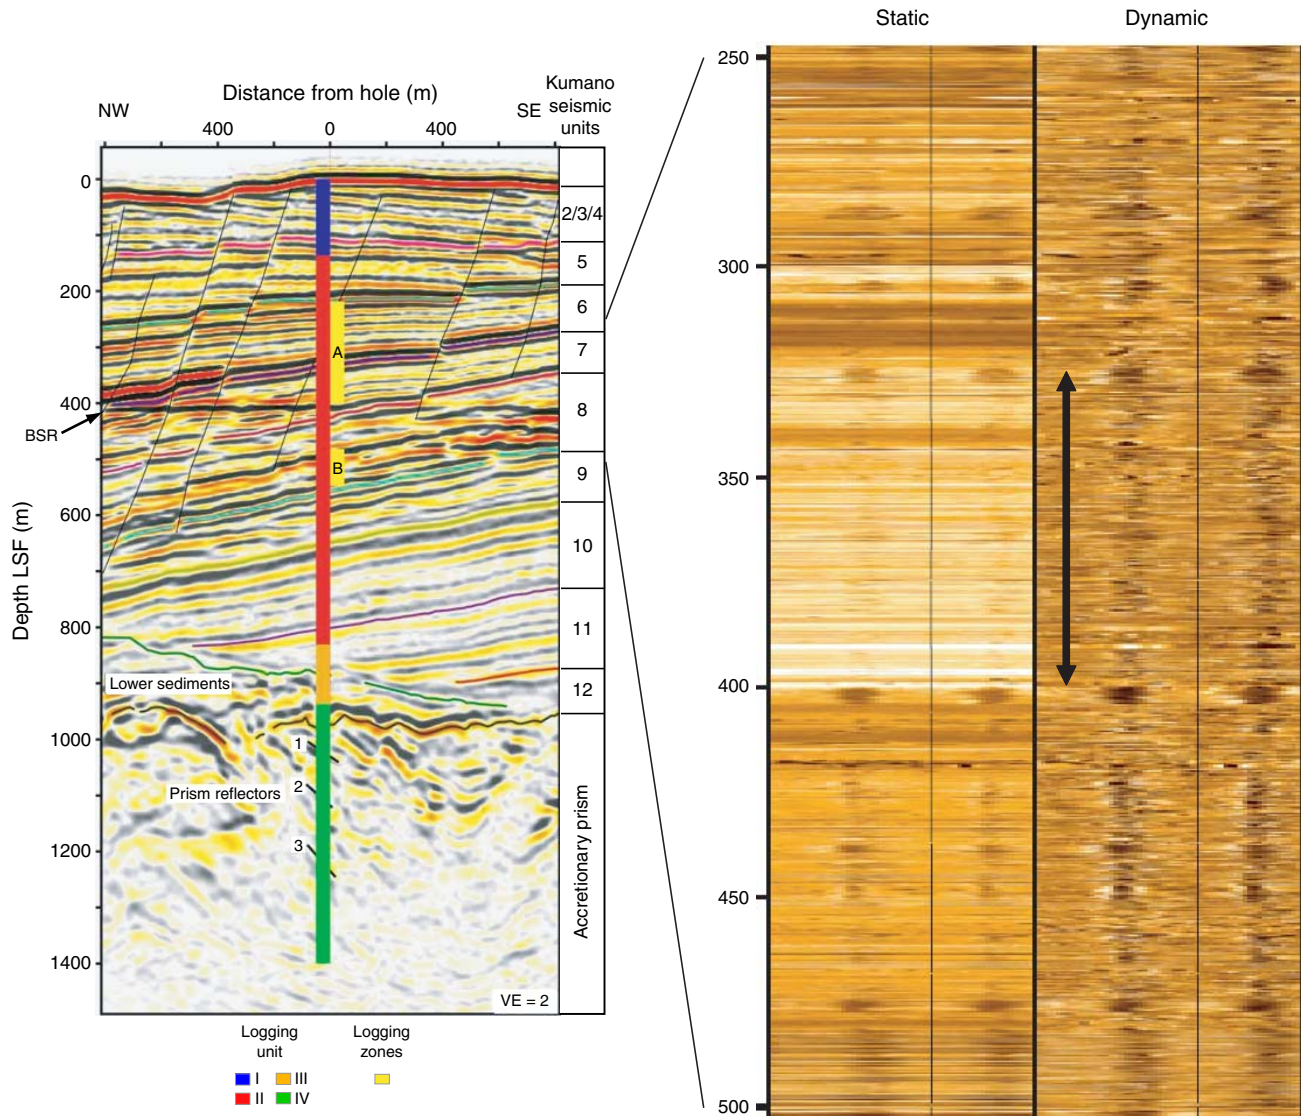 Static
Dynamic
Distance from hole (m)
NW
SE
Kumano
seismic
units
400
0
400
0
200
400
600
800
1000
1200
1400
Depth LSF (m)
BSR
A
B
Lower sediments
Prism reflectors
1
2
3
VE = 2
2/3/4
5
6
7
8
9
10
11
12
Accretionary prism
Logging
unit
Logging
zones
I
III
II
IV
250
300
350
400
450
500